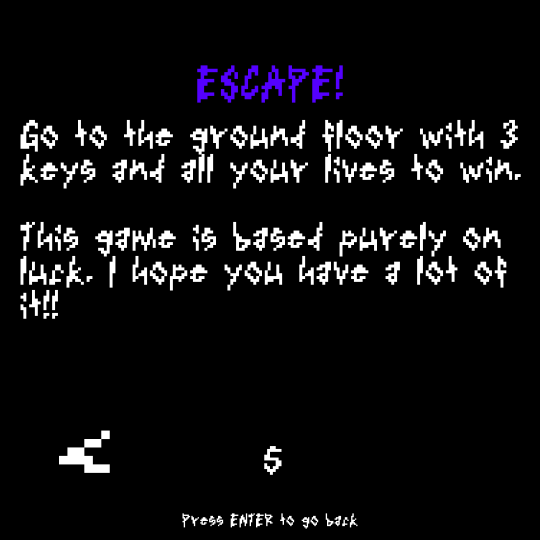 ESCAPE!
Go to the ground floor with 3
keys and all your lives to win.
This game is based purely on
luck. I hope you have a lot of
it!!
5
Press ENTER to go back